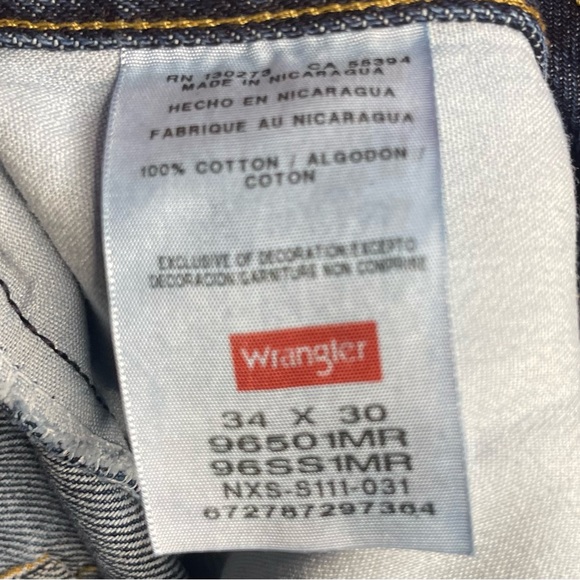 RN 130273 CA 55394
MADE IN NICARAGUA
HECHO EN NICARAGUA
FABRIQUE AU NICARAGUA
100% COTTON / ALGODON /
COTON
EXCLUSIVE OF DECORATION/EXCEPTO
DECORACION/GARNITURE NON COMPRISE
Wrangler
34 X 30
96501MR
96SS1MR
NXS-S111-031
672787297364